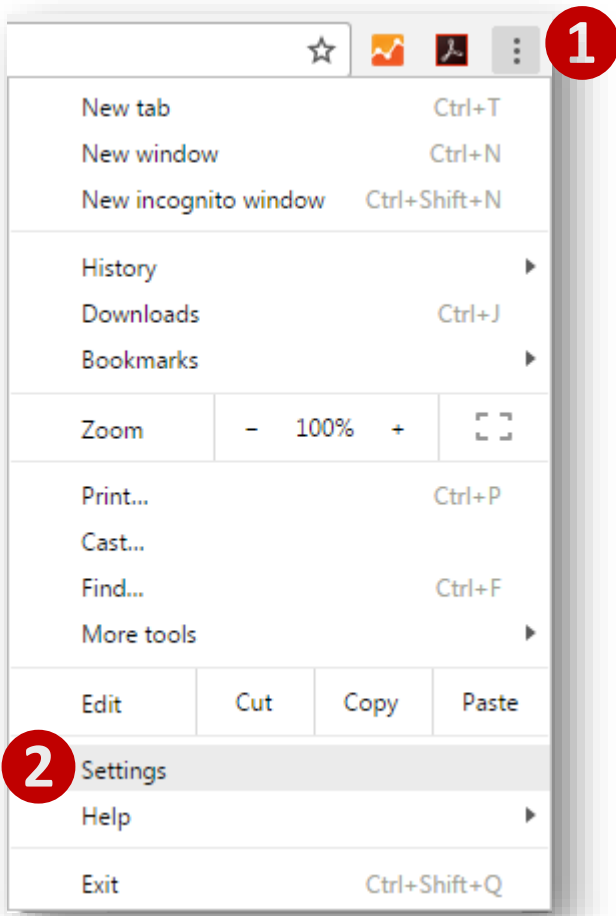 1
New tab Ctrl+T
New window Ctrl+N
New incognito window Ctrl+Shift+N
History
Downloads Ctrl+J
Bookmarks
Zoom - 100% +
Print... Ctrl+P
Cast...
Find... Ctrl+F
More tools
Edit Cut Copy Paste
2 Settings
Help
Exit Ctrl+Shift+Q